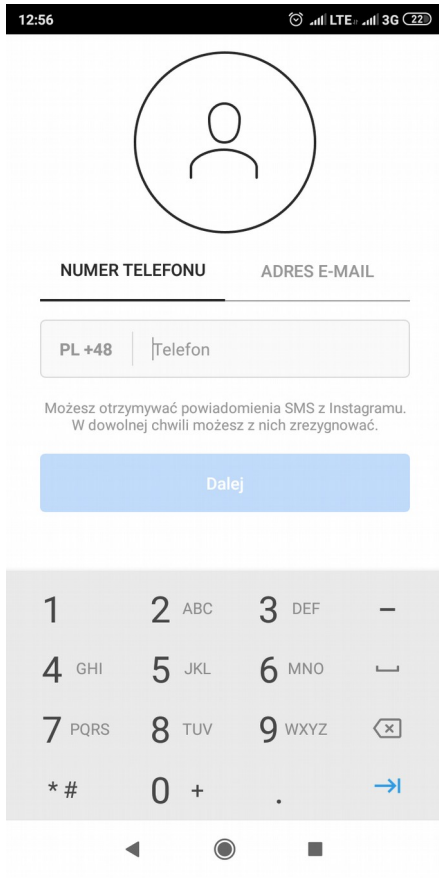 12:56 LTE 3G 22
NUMER TELEFONU ADRES E-MAIL
PL +48 Telefon
Możesz otrzymywać powiadomienia SMS z Instagramu.
W dowolnej chwili możesz z nich zrezygnować.
Dalej
1 2 ABC 3 DEF –
4 GHI 5 JKL 6 MNO
7 PQRS 8 TUV 9 WXYZ
*# 0 + .